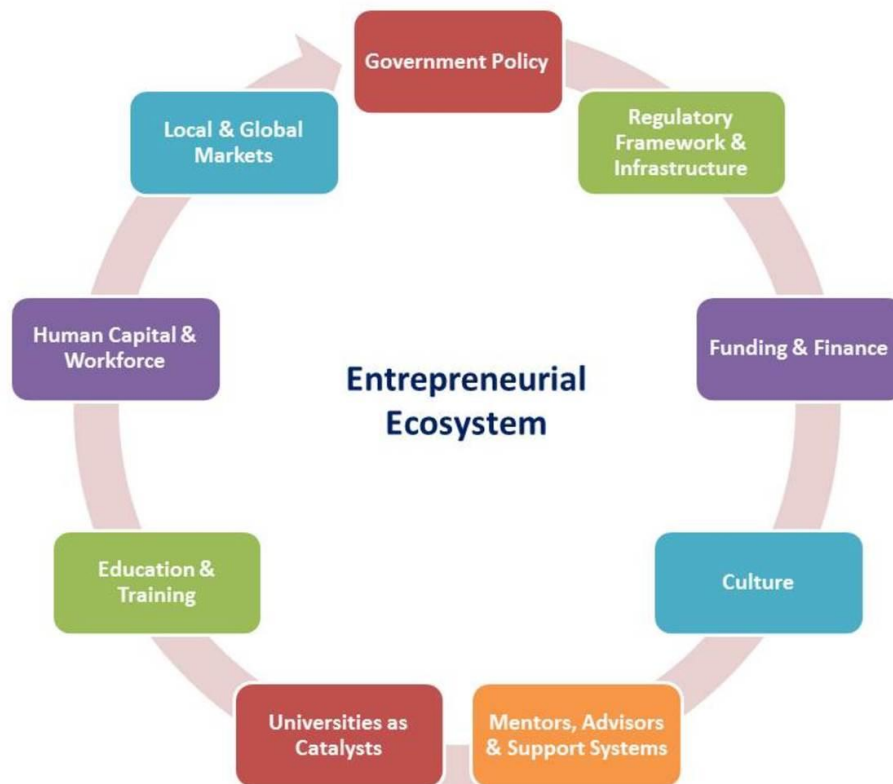 Government Policy
Regulatory
Framework &
Infrastructure
Funding & Finance
Culture
Mentors, Advisors
& Support Systems
Universities as
Catalysts
Education &
Training
Human Capital &
Workforce
Local & Global
Markets
Entrepreneurial
Ecosystem